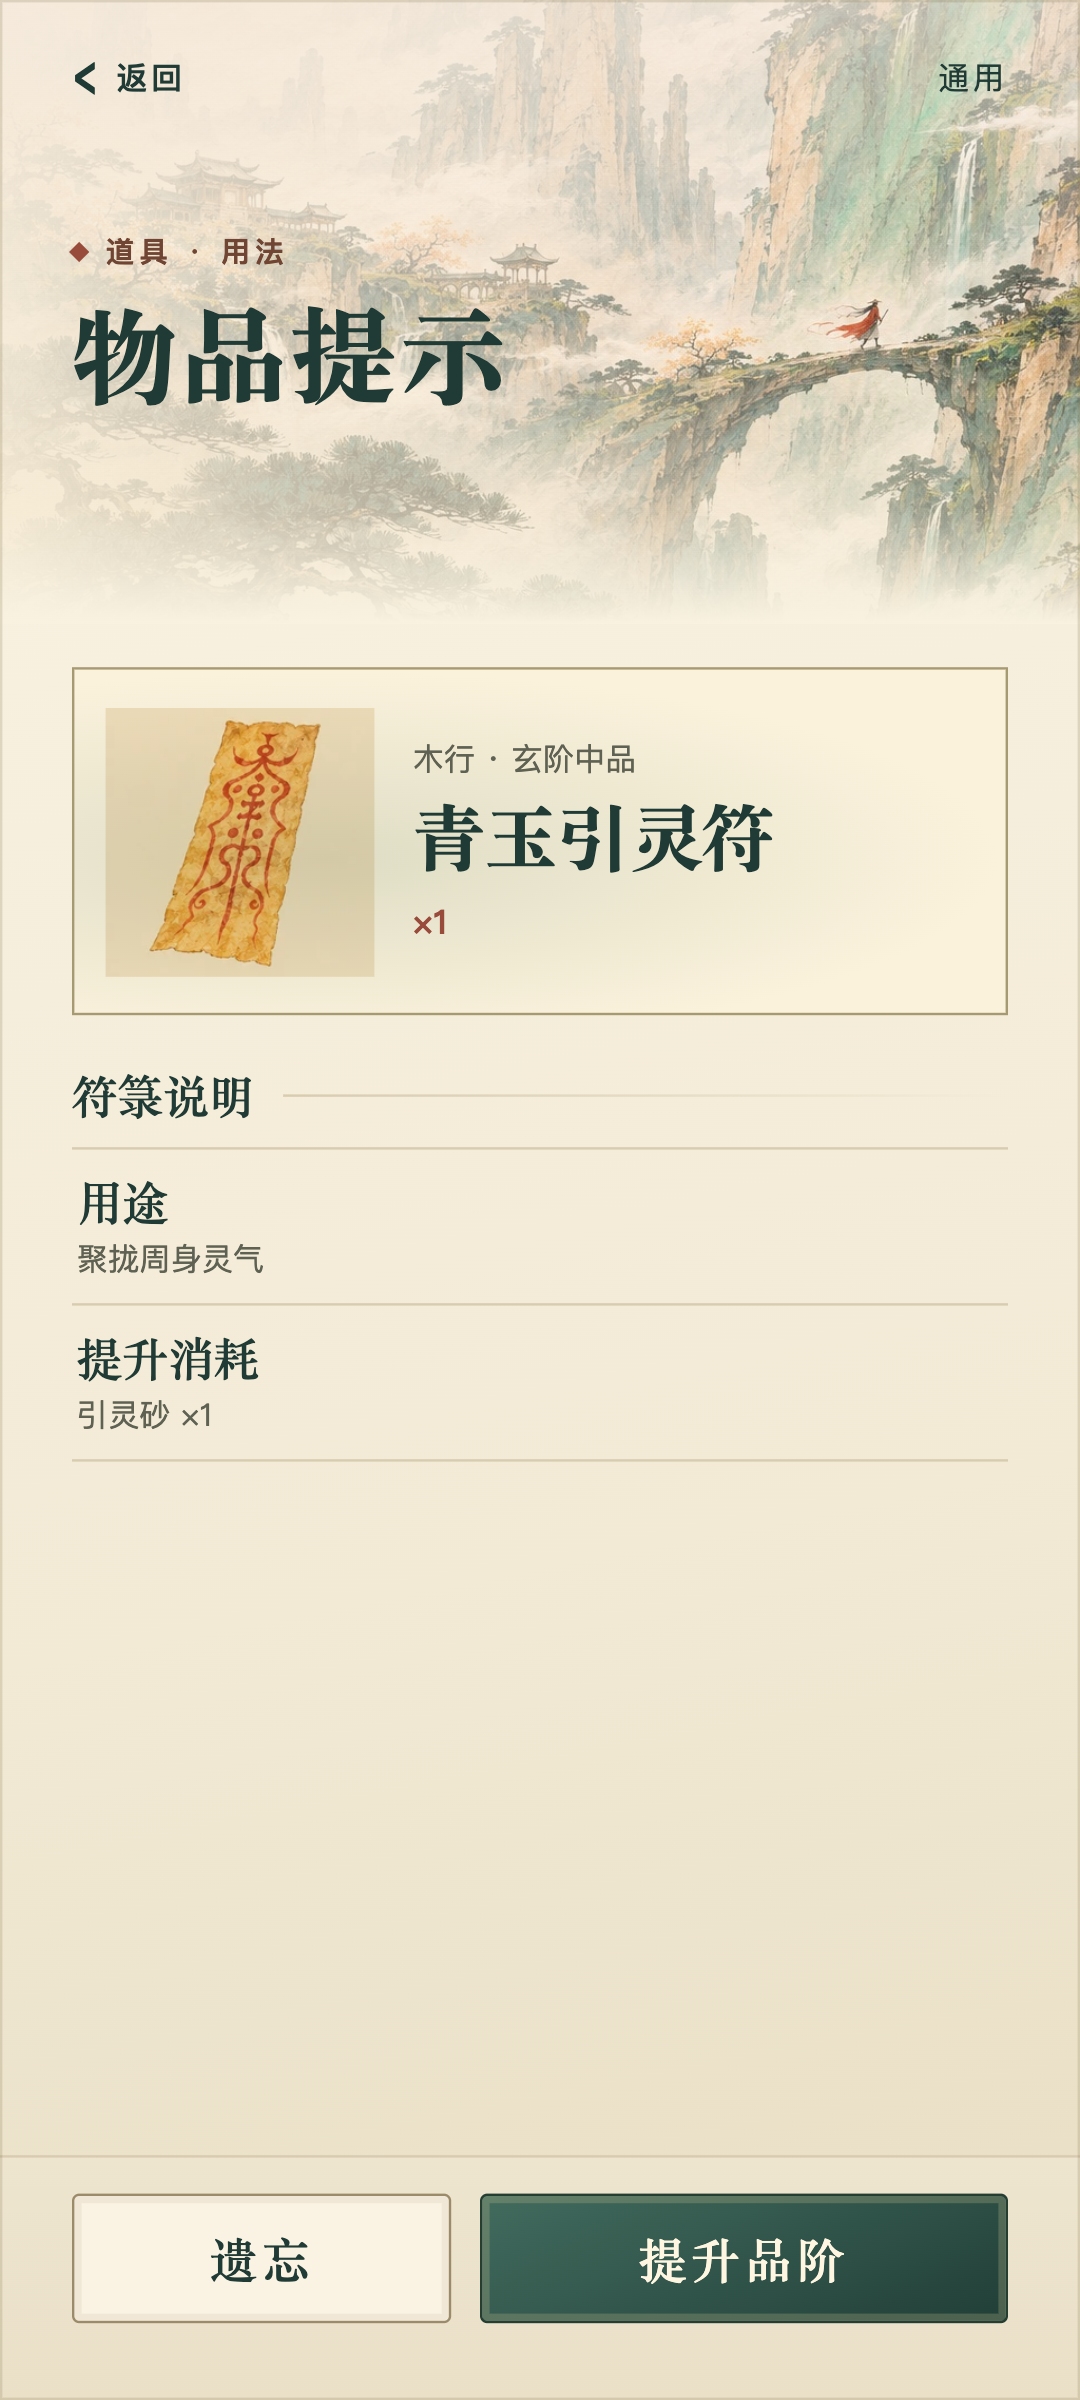 返回
通用
道具 · 用法
物品提示
木行 · 玄阶中品
青玉引灵符
×1
符箓说明
用途
聚拢周身灵气
提升消耗
引灵砂 ×1
遗忘
提升品阶